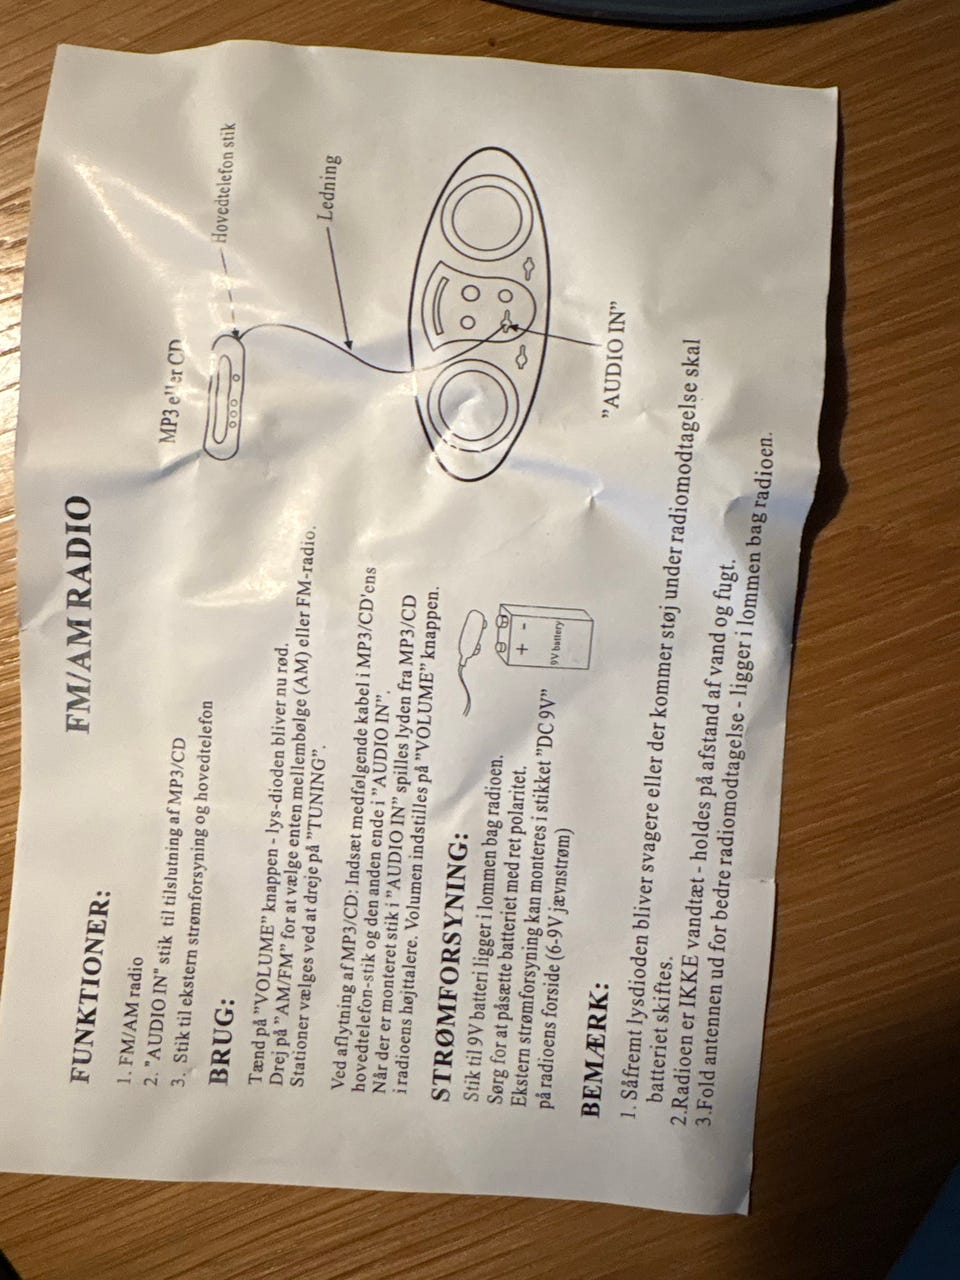 FM/AM RADIO
FUNKTIONER:
1. FM/AM radio
2. "AUDIO IN" stik til tilslutning af MP3/CD
3. Stik til ekstern strømforsyning og hovedtelefon
BRUG:
Tænd på "VOLUME" knappen - lys-dioden bliver nu rød.
Drej på "AM/FM" for at vælge enten mellembølge (AM) eller FM-radio.
Stationer vælges ved at dreje på "TUNING".
Ved aflytning af MP3/CD: Indsæt medfølgende kabel i MP3/CD'ens
hovedtelefon-stik og den anden ende i "AUDIO IN".
Når der er monteret stik i "AUDIO IN" spilles lyden fra MP3/CD
i radioens højttalere. Volumen indstilles på "VOLUME" knappen.
STRØMFORSYNING:
Stik til 9V batteri ligger i lommen bag radioen.
Sørg for at påsætte batteriet med ret polaritet.
Ekstern strømforsyning kan monteres i stikket "DC 9V"
på radioens forside (6-9V jævnstrøm)
+ -
9V battery
MP3 eller CD
Hovedtelefon stik
Ledning
"AUDIO IN"
BEMÆRK:
1. Såfremt lysdioden bliver svagere eller der kommer støj under radiomodtagelse skal
batteriet skiftes.
2.Radioen er IKKE vandtæt - holdes på afstand af vand og fugt.
3.Fold antennen ud for bedre radiomodtagelse - ligger i lommen bag radioen.